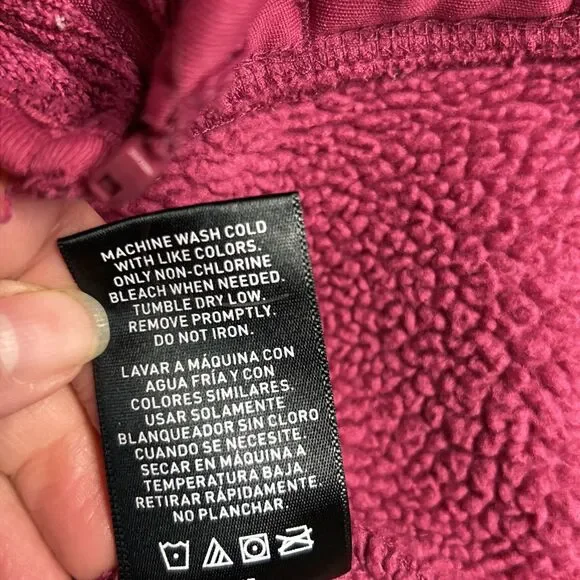 MACHINE WASH COLD
WITH LIKE COLORS.
ONLY NON-CHLORINE
BLEACH WHEN NEEDED.
TUMBLE DRY LOW.
REMOVE PROMPTLY.
DO NOT IRON.
LAVAR A MÁQUINA CON
AGUA FRÍA Y CON
COLORES SIMILARES.
USAR SOLAMENTE
BLANQUEADOR SIN CLORO
CUANDO SE NECESITE.
SECAR EN MÁQUINA A
TEMPERATURA BAJA.
RETIRAR RÁPIDAMENTE.
NO PLANCHAR.